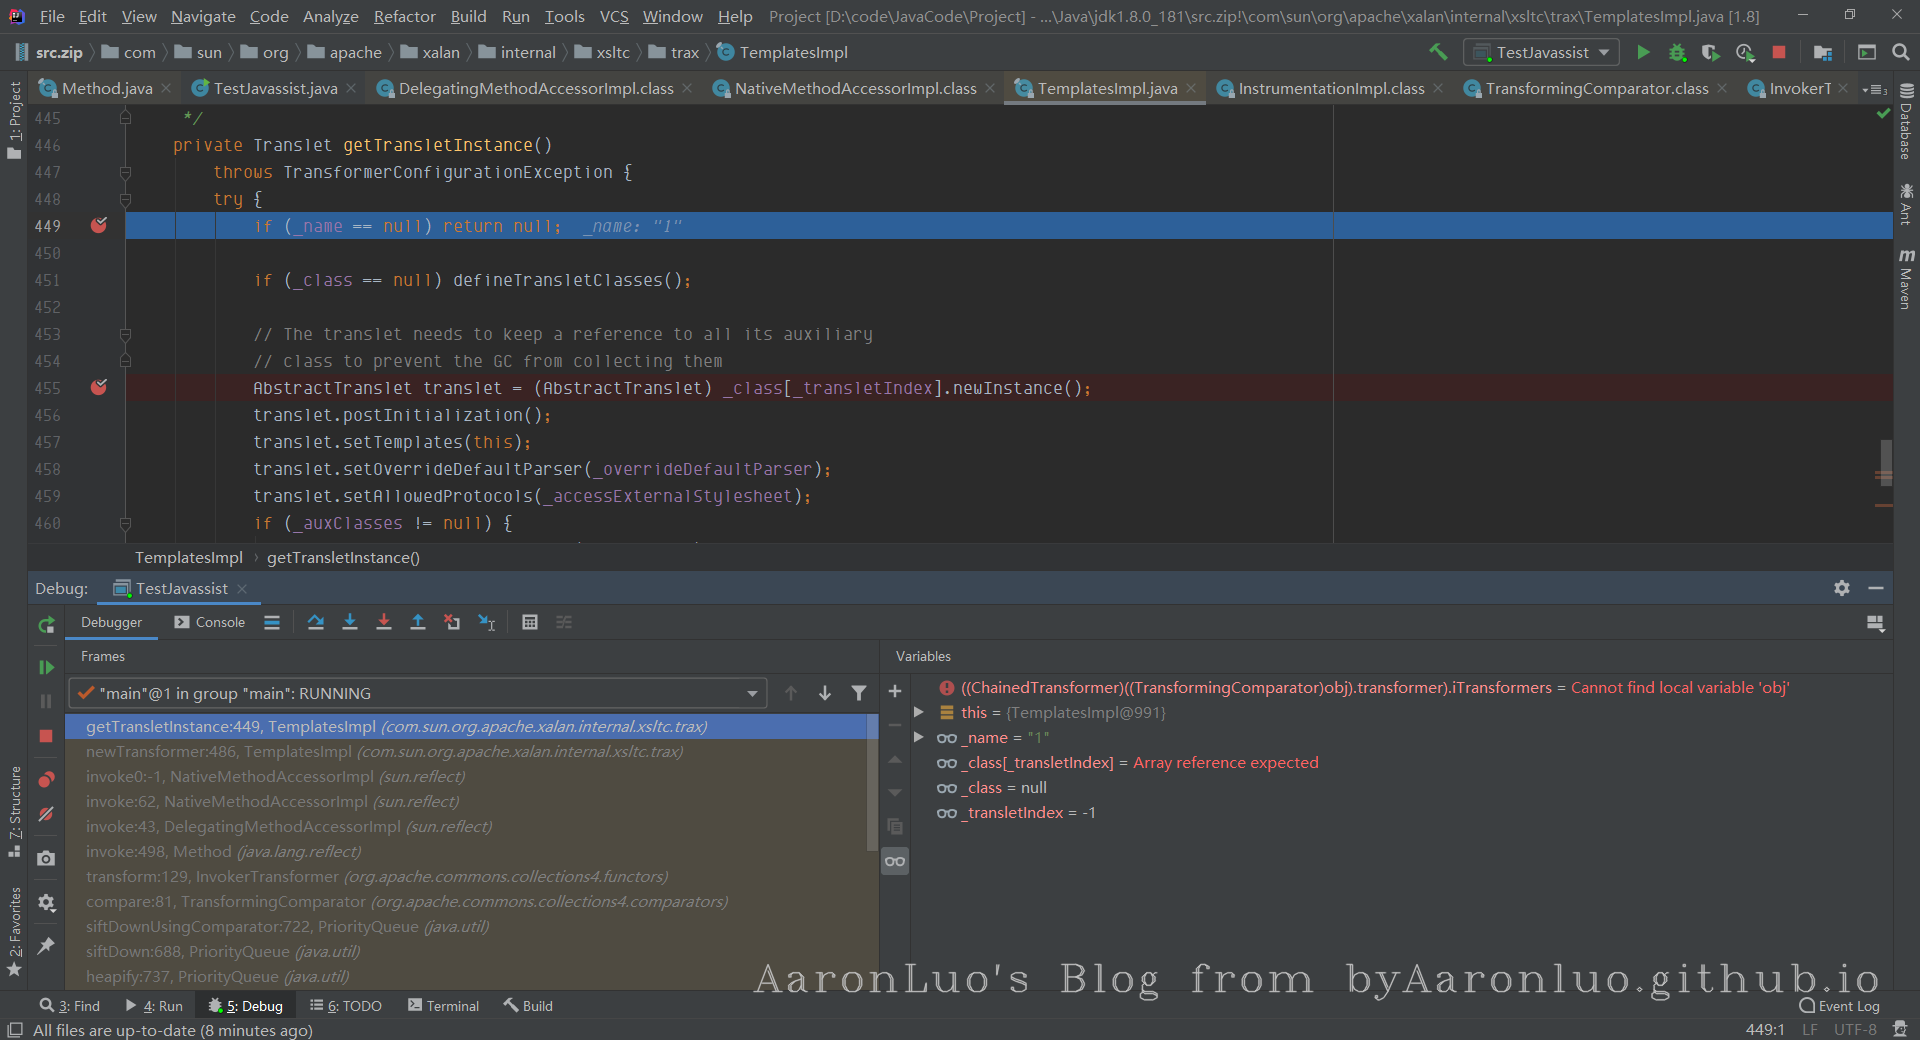 File Edit View Navigate Code Analyze Refactor Build Run Tools VCS Window Help Project [D:\code\JavaCode\Project] - ...\Java\jdk1.8.0_181\src.zip!\com\sun\org\apache\xalan\internal\xsltc\trax\TemplatesImpl.java [1.8]
src.zip com sun org apache xalan internal xsltc trax TemplatesImpl TestJavassist
Method.java TestJavassist.java DelegatingMethodAccessorImpl.class NativeMethodAccessorImpl.class TemplatesImpl.java InstrumentationImpl.class TransformingComparator.class InvokerT
1: Project
Database
Ant
Maven
445 */
446 private Translet getTransletInstance()
447 throws TransformerConfigurationException {
448 try {
449 if (_name == null) return null; _name: "1"
450
451 if (_class == null) defineTransletClasses();
452
453 // The translet needs to keep a reference to all its auxiliary
454 // class to prevent the GC from collecting them
455 AbstractTranslet translet = (AbstractTranslet) _class[_transletIndex].newInstance();
456 translet.postInitialization();
457 translet.setTemplates(this);
458 translet.setOverrideDefaultParser(_overrideDefaultParser);
459 translet.setAllowedProtocols(_accessExternalStylesheet);
460 if (_auxClasses != null) {
TemplatesImpl › getTransletInstance()
Debug: TestJavassist
Debugger Console
Frames
"main"@1 in group "main": RUNNING
getTransletInstance:449, TemplatesImpl (com.sun.org.apache.xalan.internal.xsltc.trax)
newTransformer:486, TemplatesImpl (com.sun.org.apache.xalan.internal.xsltc.trax)
invoke0:-1, NativeMethodAccessorImpl (sun.reflect)
invoke:62, NativeMethodAccessorImpl (sun.reflect)
invoke:43, DelegatingMethodAccessorImpl (sun.reflect)
invoke:498, Method (java.lang.reflect)
transform:129, InvokerTransformer (org.apache.commons.collections4.functors)
compare:81, TransformingComparator (org.apache.commons.collections4.comparators)
siftDownUsingComparator:722, PriorityQueue (java.util)
siftDown:688, PriorityQueue (java.util)
heapify:737, PriorityQueue (java.util)
Variables
((ChainedTransformer)((TransformingComparator)obj).transformer).iTransformers = Cannot find local variable 'obj'
this = {TemplatesImpl@991}
_name = "1"
_class[_transletIndex] = Array reference expected
_class = null
_transletIndex = -1
7: Structure
2: Favorites
AaronLuo's Blog from byAaronluo.github.io
3: Find 4: Run 5: Debug 6: TODO Terminal Build Event Log
All files are up-to-date (8 minutes ago) 449:1 LF UTF-8